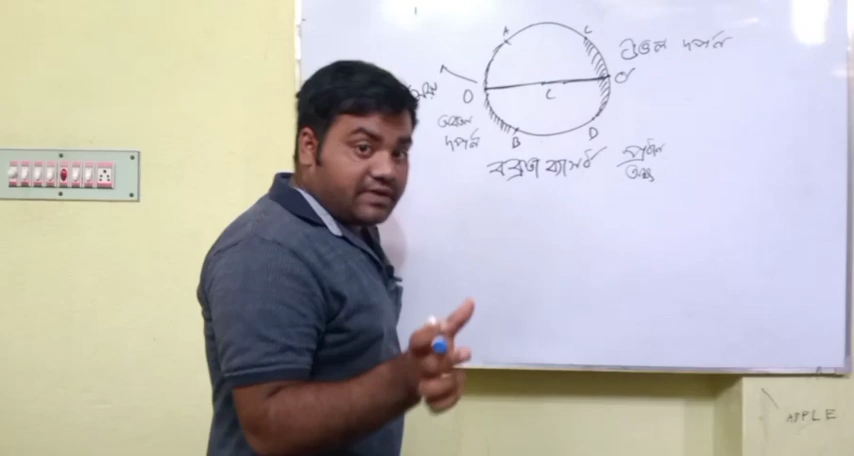 A
C
উত্তল দর্পণ
O
C
O'
অবতল
দর্পণ
B
D
বক্রতা ব্যাসার্ধ
প্রধান
অক্ষ
APPLE